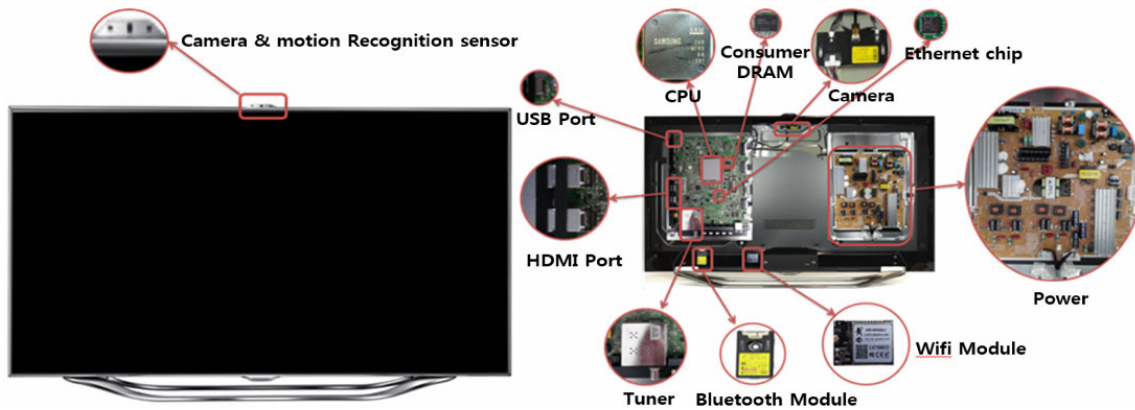 Camera & motion Recognition sensor
SAMSUNG
CPU
Consumer
DRAM
Camera
Ethernet chip
USB Port
HDMI Port
Power
Tuner
Bluetooth Module
Wifi Module